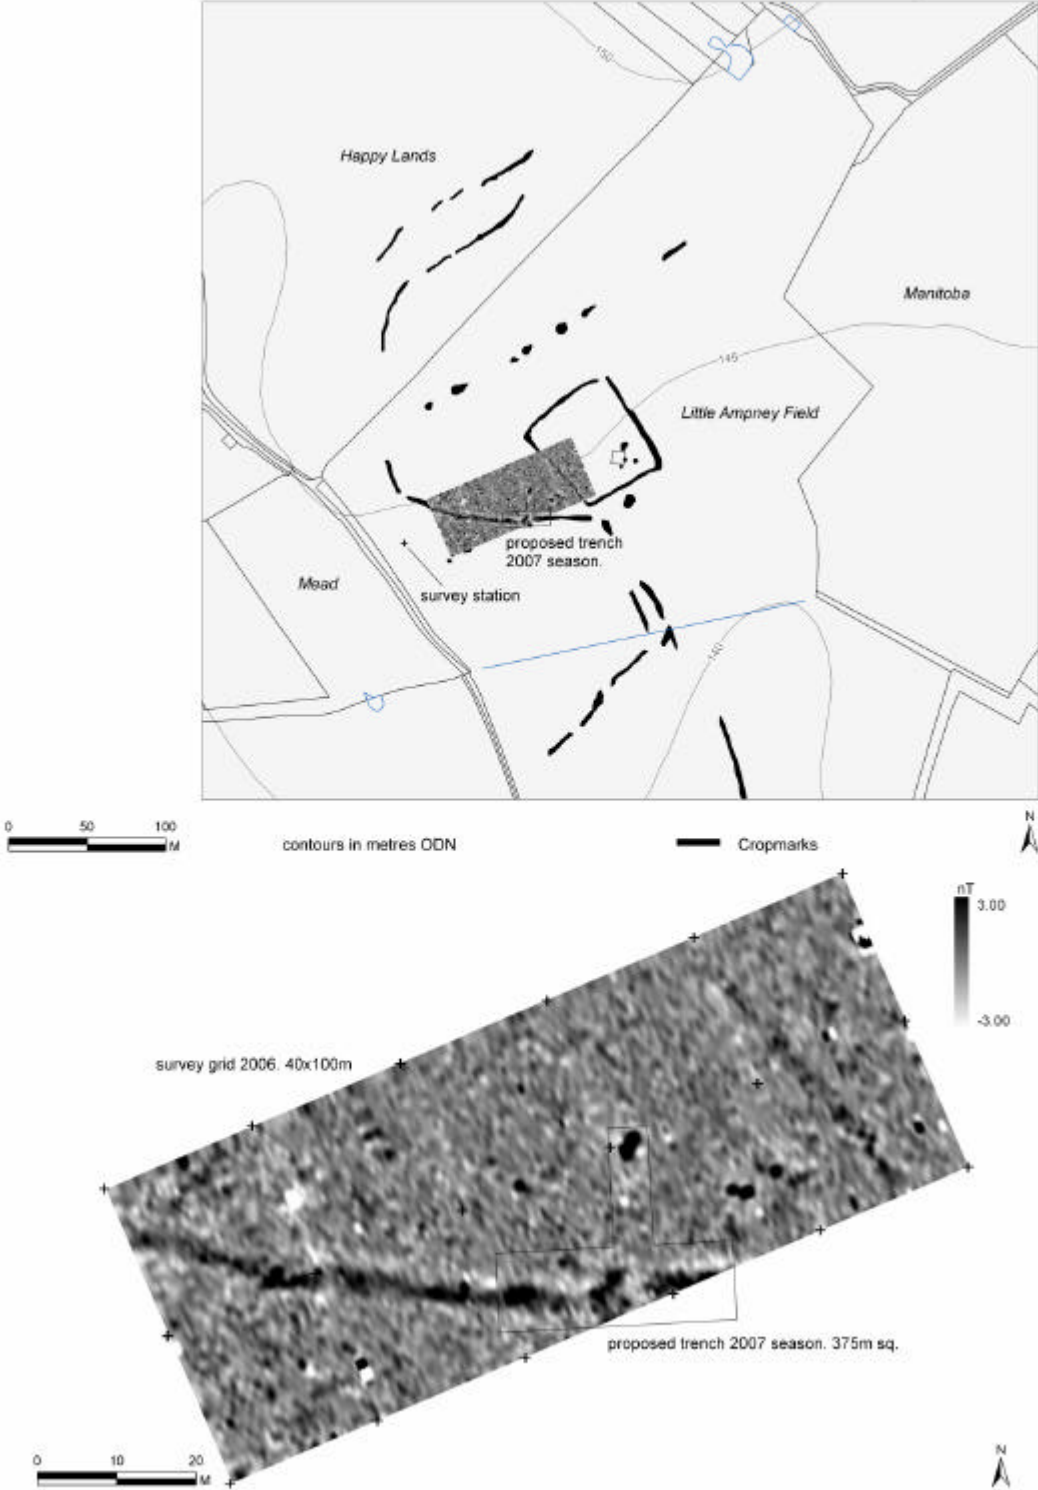 150
Happy Lands
Manitoba
145
Little Ampney Field
proposed trench
2007 season.
Mead
survey station
140
0 50 100
M
contours in metres ODN
Cropmarks
N
nT
3.00
-3.00
survey grid 2006. 40x100m
proposed trench 2007 season. 375m sq.
0 10 20
M
N